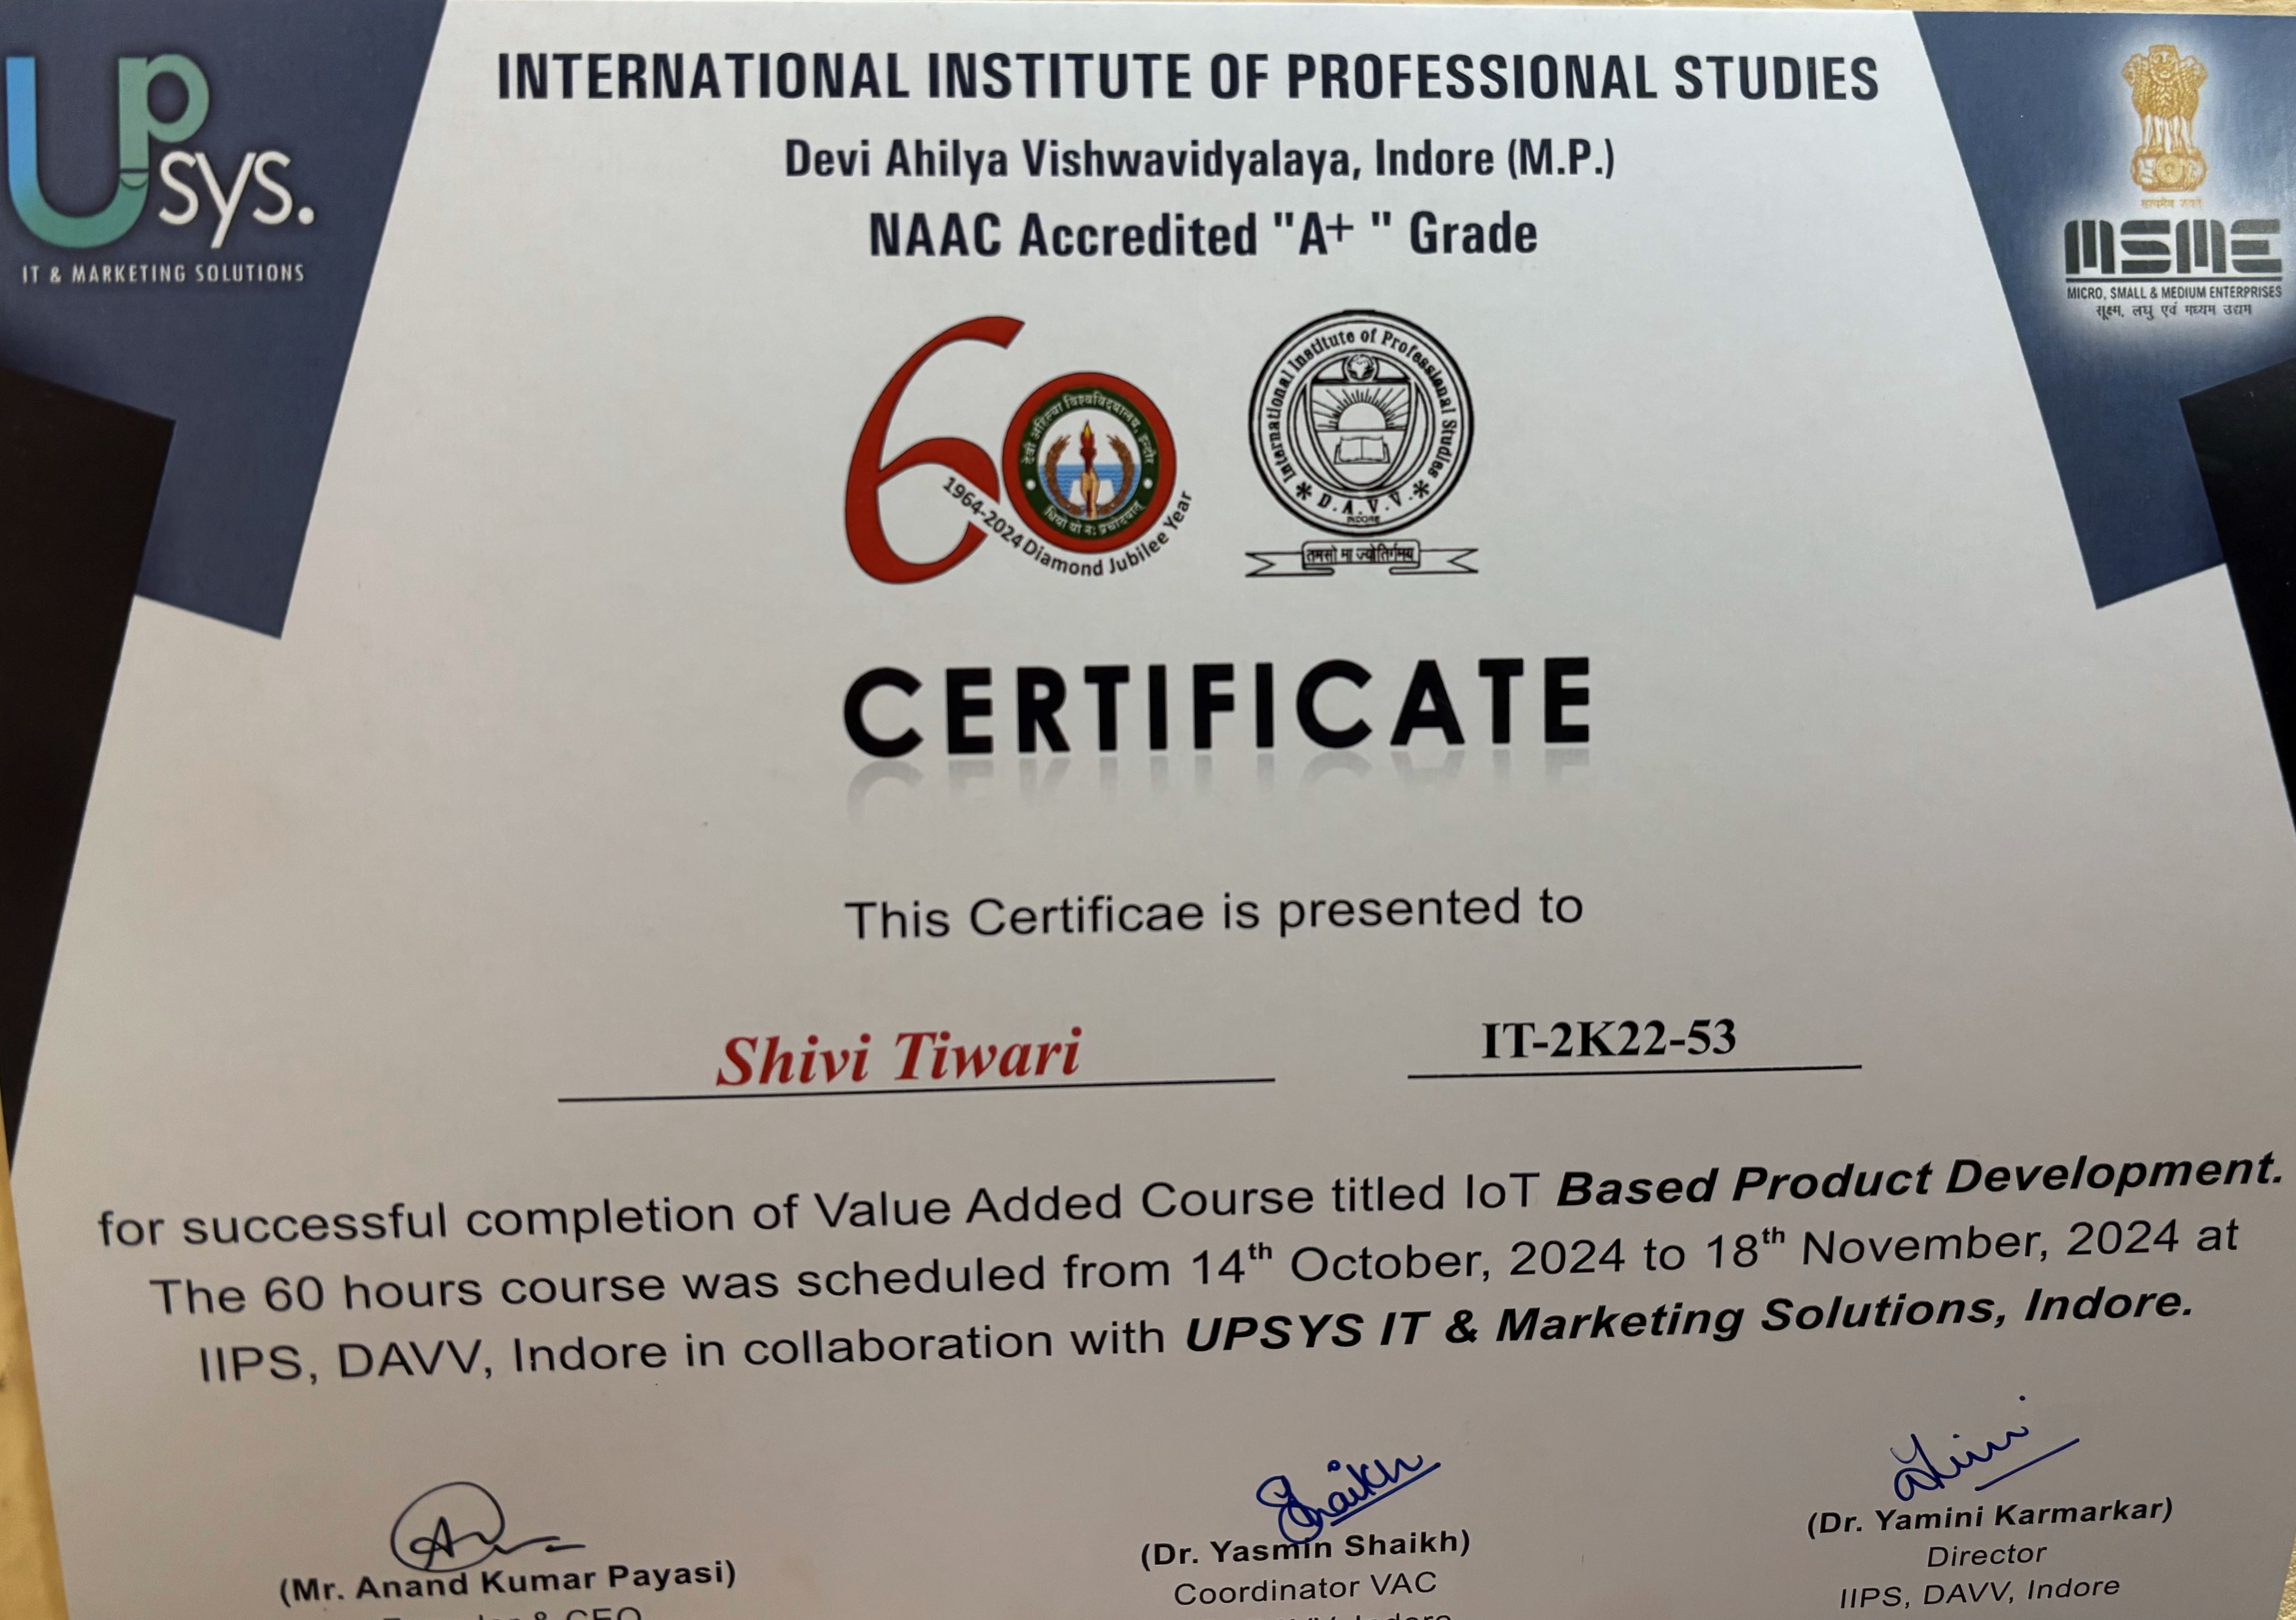 Upsys.
IT & MARKETING SOLUTIONS
INTERNATIONAL INSTITUTE OF PROFESSIONAL STUDIES
Devi Ahilya Vishwavidyalaya, Indore (M.P.)
NAAC Accredited "A+ " Grade
सत्यमेव जयते
MSME
MICRO, SMALL & MEDIUM ENTERPRISES
सूक्ष्म, लघु एवं मध्यम उद्यम
60
देवी अहिल्या विश्वविद्यालय, इन्दौर
धियो यो नः प्रचोदयात्
1964-2024 Diamond Jubilee Year
International Institute of Professional Studies
* D.A.V.V. *
INDORE
तमसो मा ज्योतिर्गमय
CERTIFICATE
This Certificae is presented to
Shivi Tiwari IT-2K22-53
for successful completion of Value Added Course titled IoT Based Product Development.
The 60 hours course was scheduled from 14th October, 2024 to 18th November, 2024 at
IIPS, DAVV, Indore in collaboration with UPSYS IT & Marketing Solutions, Indore.
Shaikh
(Mr. Anand Kumar Payasi) (Dr. Yasmin Shaikh) (Dr. Yamini Karmarkar)
Coordinator VAC Director
& CEO IIPS, DAVV, Indore